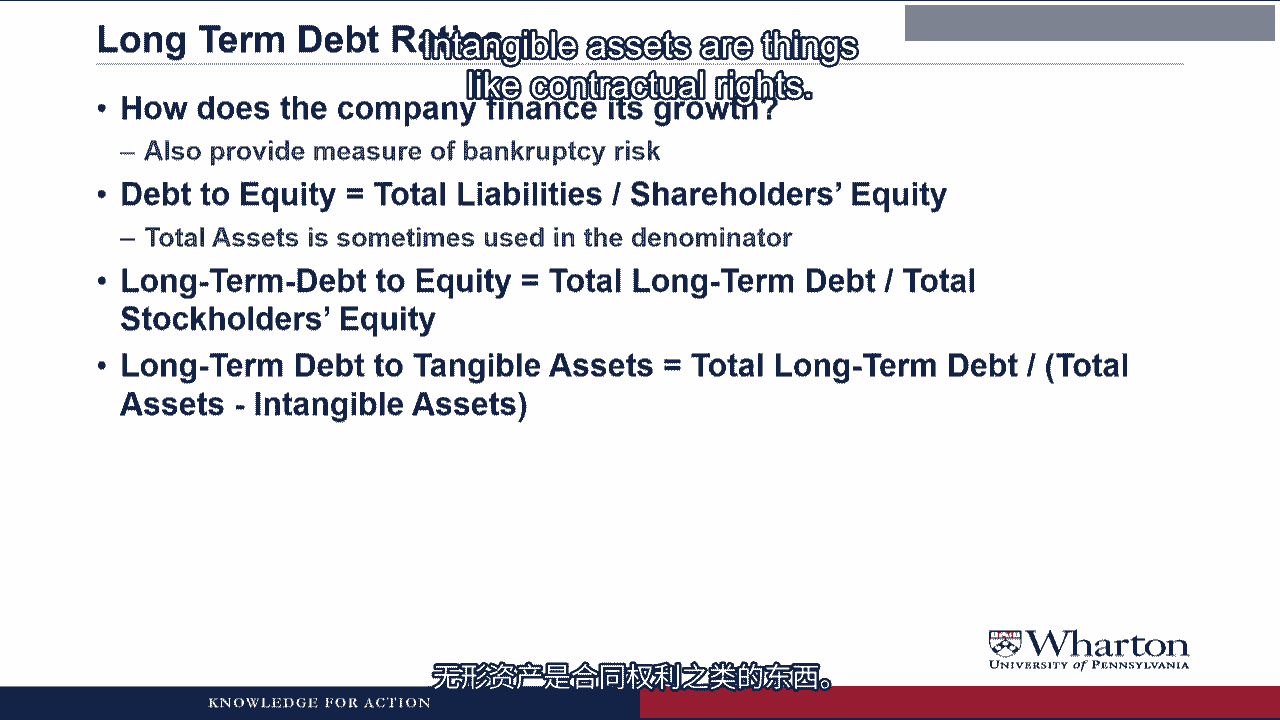 Long Term Debt Ratios
Intangible assets are things
like contractual rights.
• How does the company finance its growth?
– Also provide measure of bankruptcy risk
• Debt to Equity = Total Liabilities / Shareholders’ Equity
– Total Assets is sometimes used in the denominator
• Long-Term-Debt to Equity = Total Long-Term Debt / Total
Stockholders’ Equity
• Long-Term Debt to Tangible Assets = Total Long-Term Debt / (Total
Assets - Intangible Assets)
Wharton
UNIVERSITY of PENNSYLVANIA
无形资产是合同权利之类的东西。
KNOWLEDGE FOR ACTION